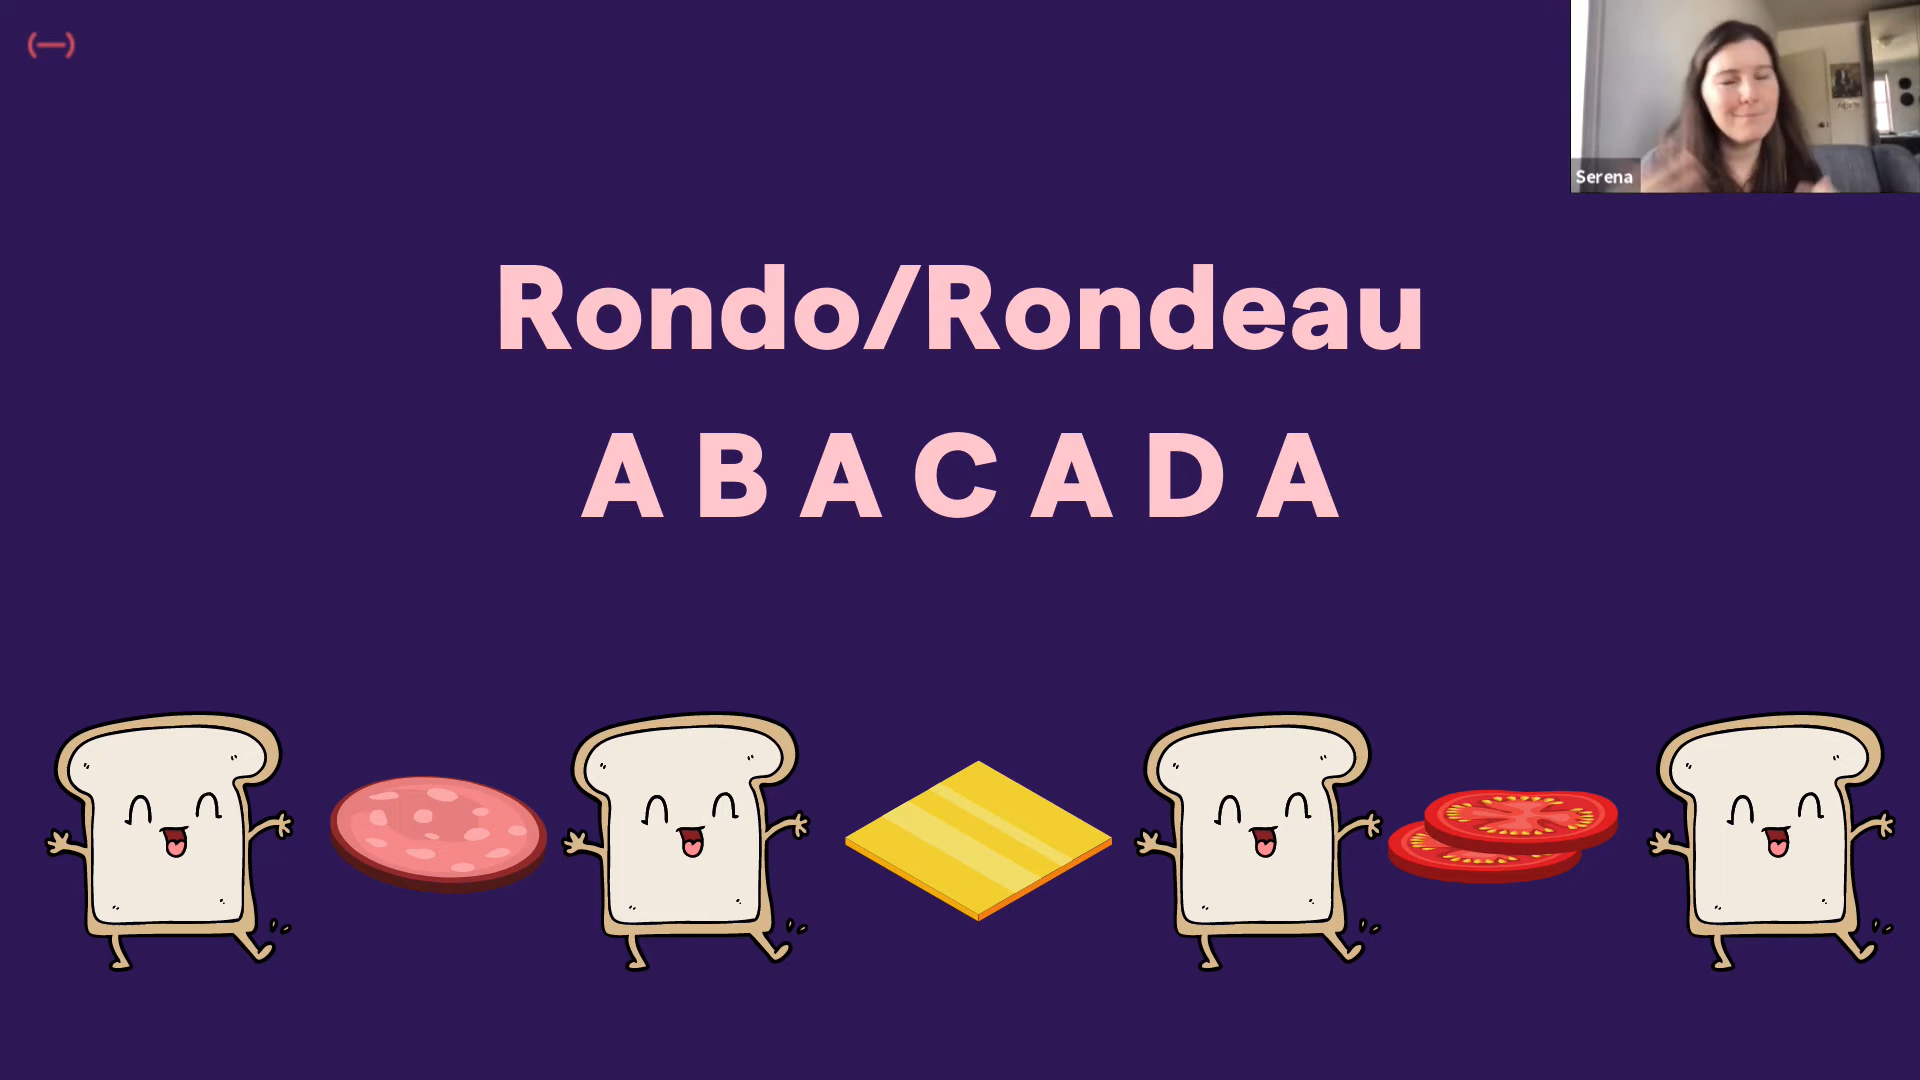 (—)
Serena
Rondo/Rondeau
A B A C A D A